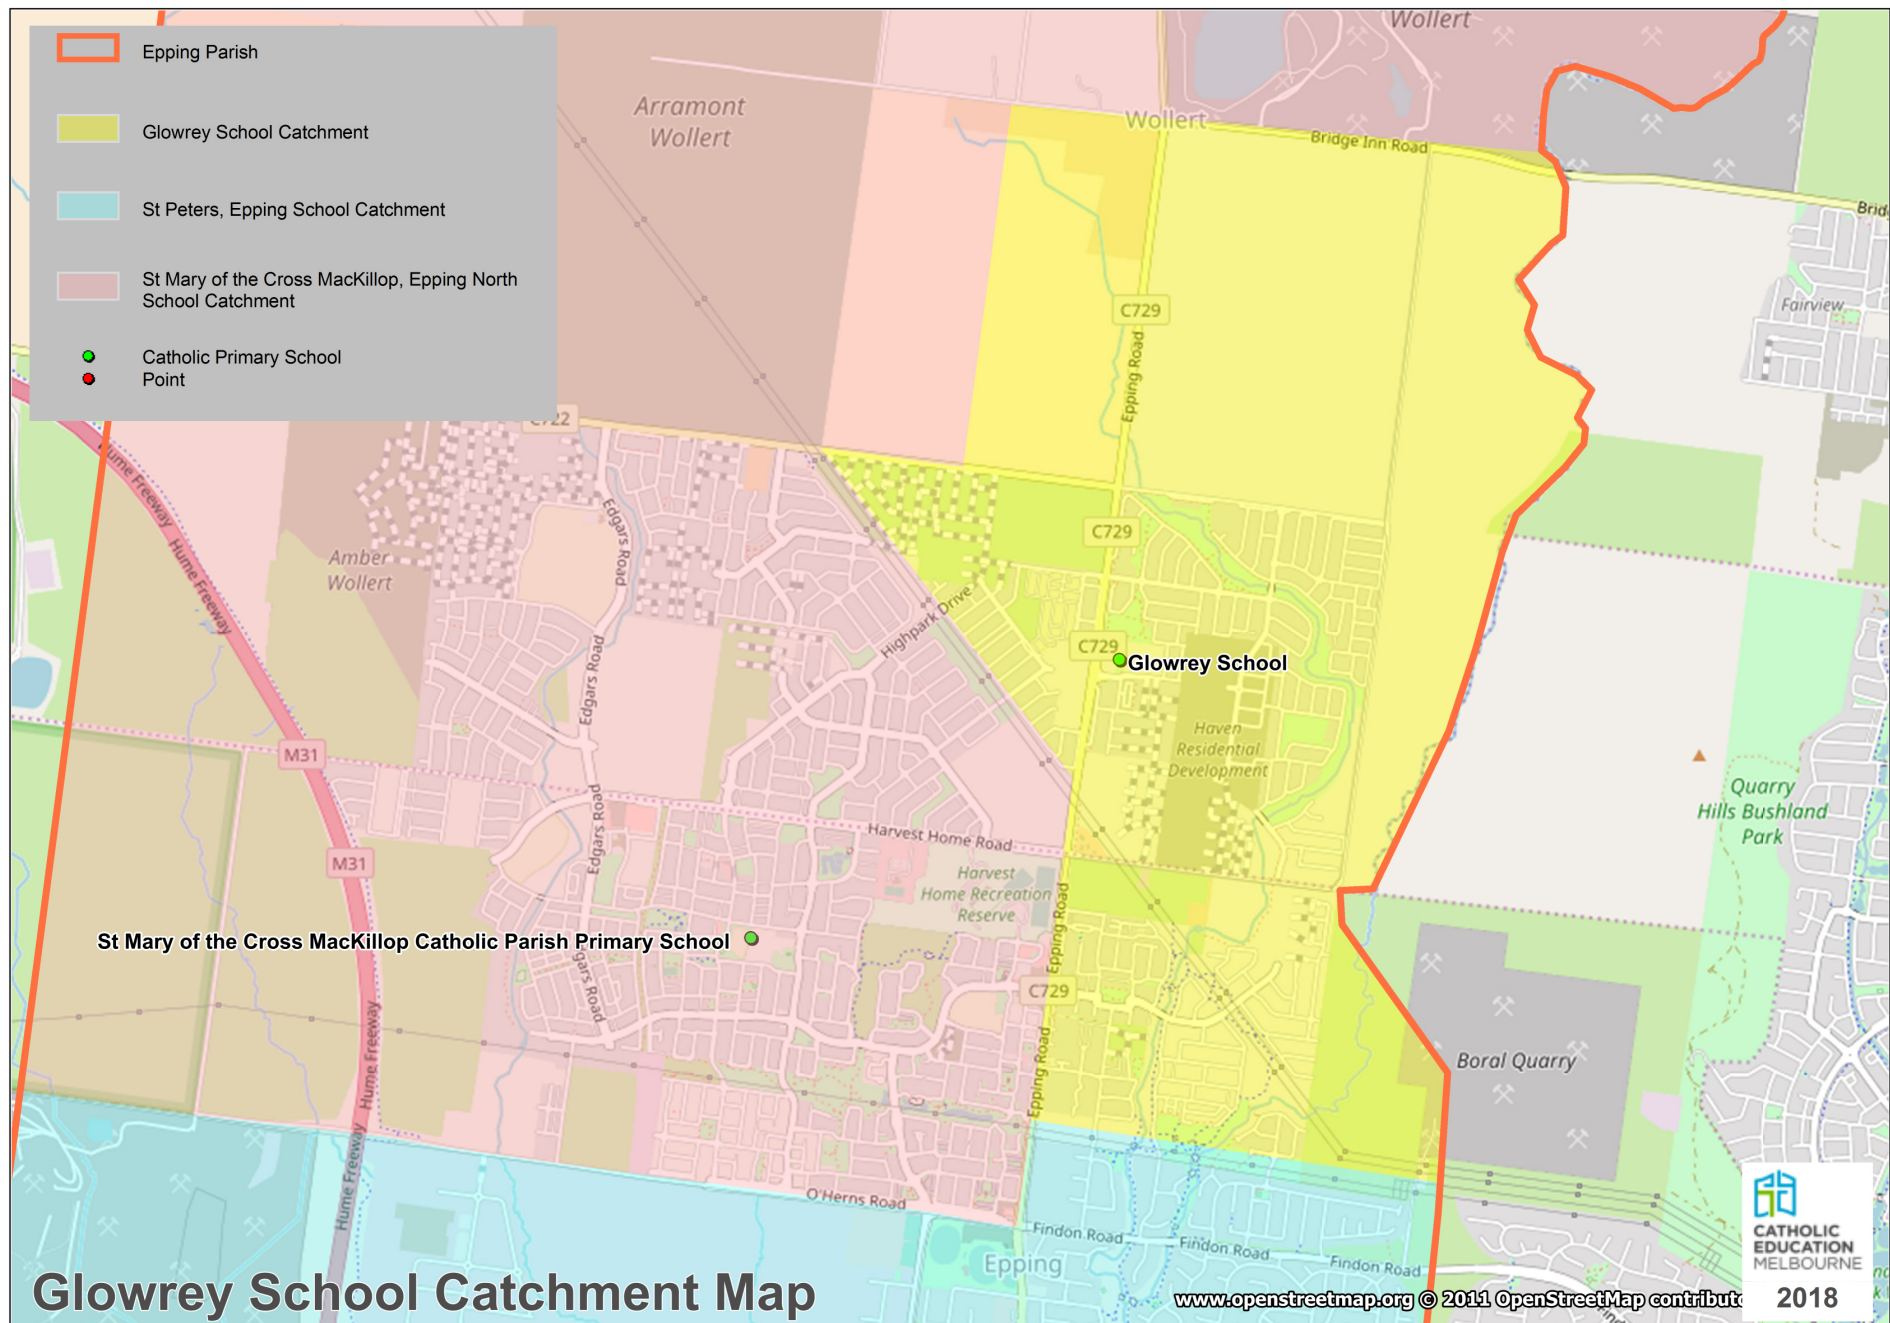 Epping Parish
Glowrey School Catchment
St Peters, Epping School Catchment
St Mary of the Cross MacKillop, Epping North
School Catchment
Catholic Primary School
Point
Wollert
Arramont
Wollert
Wollert
Bridge Inn Road
C729
Epping Road
Fairview
Hume Freeway
Hume Freeway
Amber
Wollert
Edgars Road
C729
Highpark Drive
C729
Glowrey School
Edgars Road
Haven
Residential
Development
M31
Quarry
Hills Bushland
Park
Edgars Road
Harvest Home Road
M31
Harvest
Home Recreation
Reserve
Epping Road
St Mary of the Cross MacKillop Catholic Parish Primary School
C729
Hume Freeway
Epping Road
Boral Quarry
Hume Freeway
O'Herns Road
Findon Road
Findon Road
Findon Road
Epping
CATHOLIC
EDUCATION
MELBOURNE
2018
Glowrey School Catchment Map
www.openstreetmap.org © 2011 OpenStreetMap